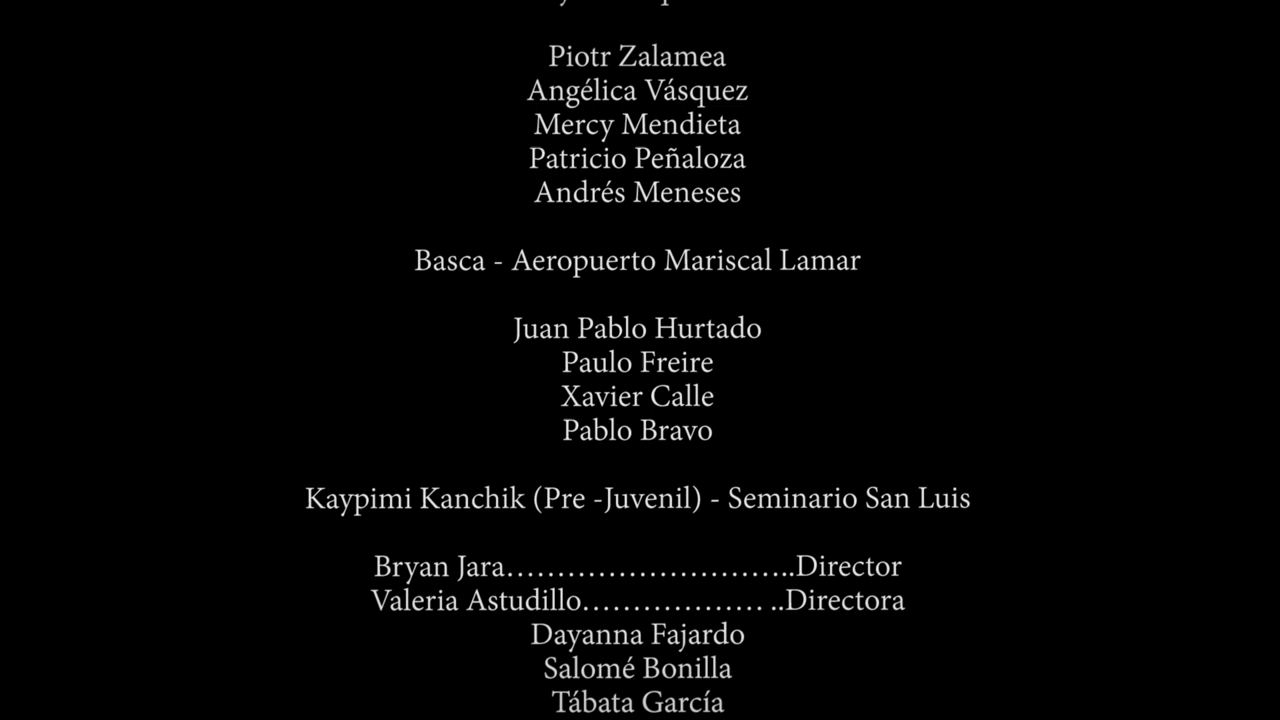 Piotr Zalamea
Angélica Vásquez
Mercy Mendieta
Patricio Peñaloza
Andrés Meneses
Basca - Aeropuerto Mariscal Lamar
Juan Pablo Hurtado
Paulo Freire
Xavier Calle
Pablo Bravo
Kaypimi Kanchik (Pre -Juvenil) - Seminario San Luis
Bryan Jara………………………..Director
Valeria Astudillo……………… ..Directora
Dayanna Fajardo
Salomé Bonilla
Tábata García